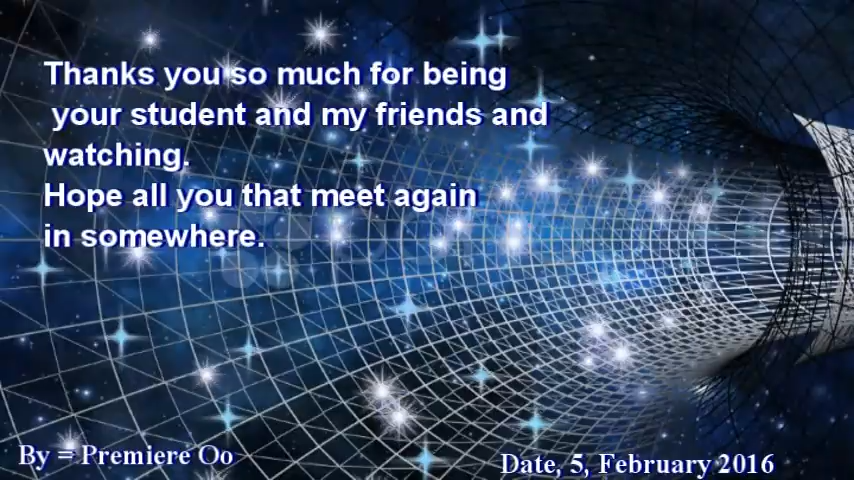 Thanks you so much for being
your student and my friends and
watching.
Hope all you that meet again
in somewhere.
By = Premiere Oo
Date, 5, February 2016